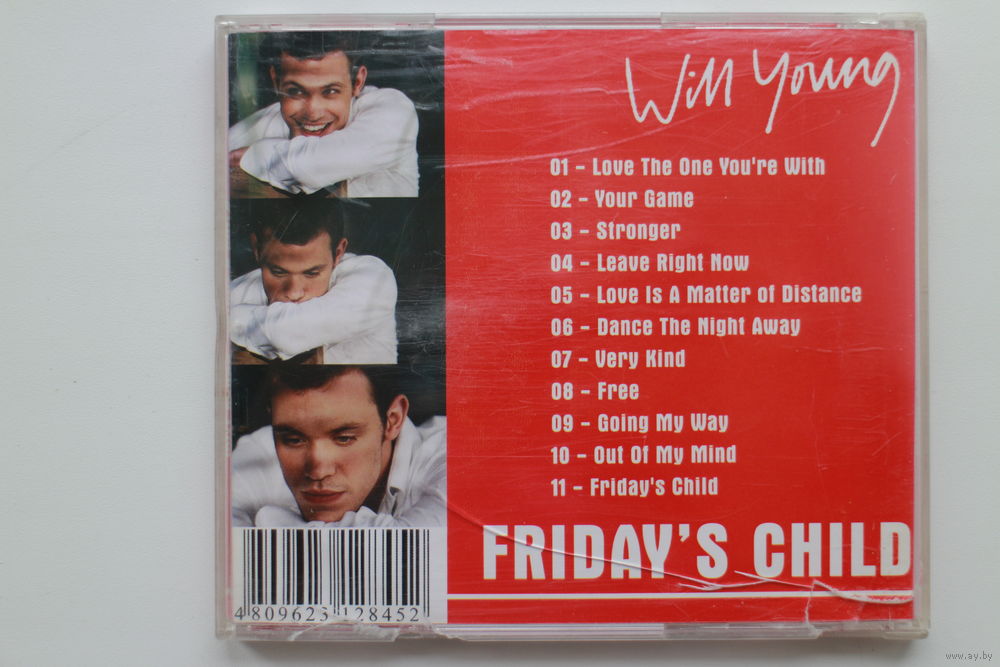 Will Young
01 - Love The One You're With
02 - Your Game
03 - Stronger
04 - Leave Right Now
05 - Love Is A Matter of Distance
06 - Dance The Night Away
07 - Very Kind
08 - Free
09 - Going My Way
10 - Out Of My Mind
11 - Friday's Child
FRIDAY'S CHILD
4 809623 128452
www.ay.by